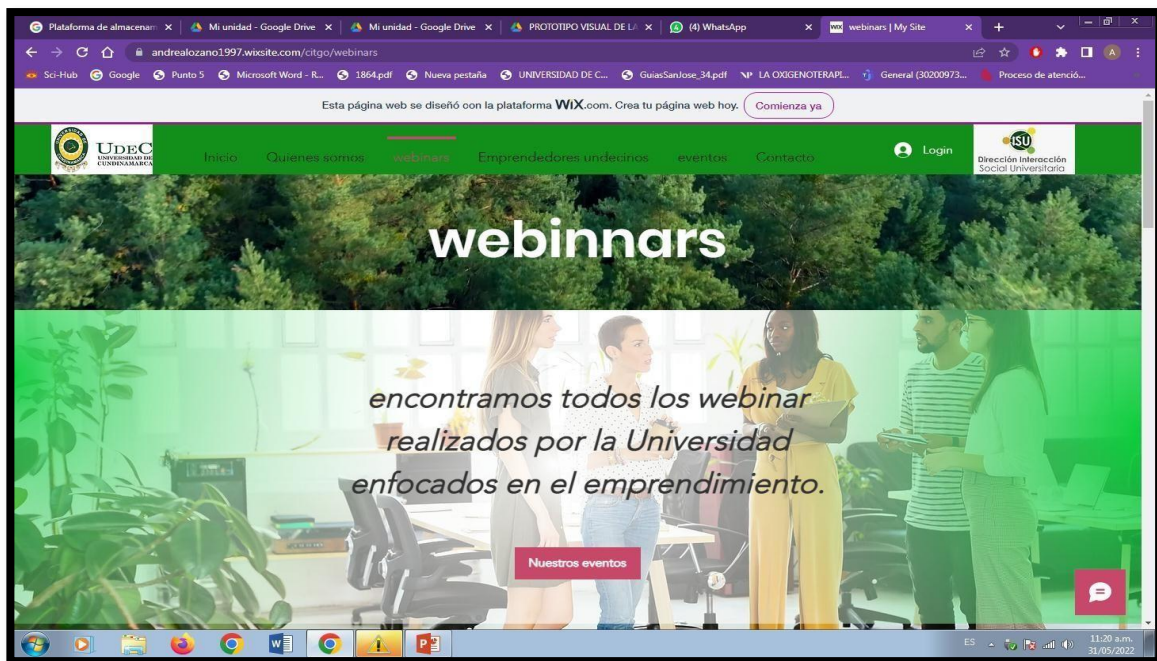 Plataforma de almacenam
Mi unidad - Google Drive
Mi unidad - Google Drive
PROTOTIPO VISUAL DE LA
(4) WhatsApp
WIX
webinars | My Site
andrealozano1997.wixsite.com/citgo/webinars
A
Sci-Hub
Google
Punto 5
Microsoft Word - R...
1864.pdf
Nueva pestaña
UNIVERSIDAD DE C...
GuiasSanJose_34.pdf
NP LA OXIGENOTERAPI...
General (30200973...
Proceso de atenció...
Esta página web se diseñó con la plataforma WiX.com. Crea tu página web hoy.
Comienza ya
UDEC
UNIVERSIDAD DE
CUNDINAMARCA
Inicio
Quienes somos
webinars
Emprendedores undecinos
eventos
Contacto
Login
ISU
Dirección Interacción
Social Universitaria
webinnars
encontramos todos los webinar
realizados por la Universidad
enfocados en el emprendimiento.
Nuestros eventos
ES
11:20 a.m.
31/05/2022